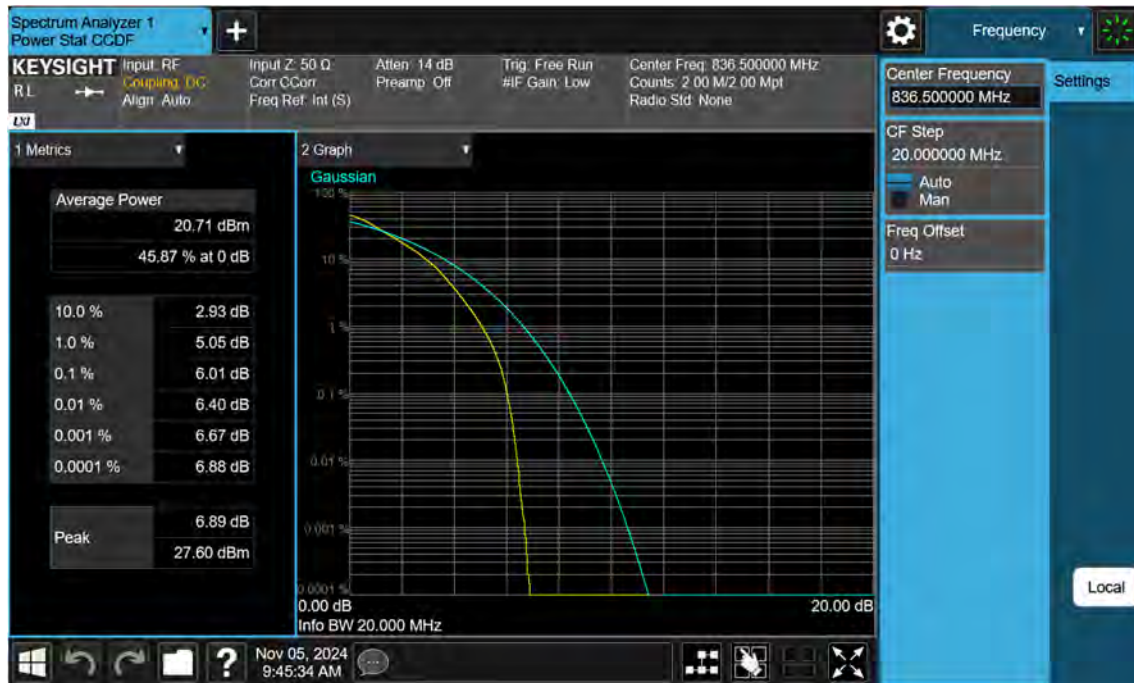 Spectrum Analyzer 1
Power Stat CCDF
Frequency
KEYSIGHT
RL
LXI
Input: RF
Coupling: DC
Align: Auto
Input Z: 50 Ω
Corr CCorr
Freq Ref: Int (S)
Atten: 14 dB
Preamp: Off
Trig: Free Run
#IF Gain: Low
Center Freq: 836.500000 MHz
Counts: 2.00 M/2.00 Mpt
Radio Std: None
Center Frequency
836.500000 MHz
Settings
CF Step
20.000000 MHz
Auto
Man
Freq Offset
0 Hz
Local
1 Metrics
Average Power
20.71 dBm
45.87 % at 0 dB
10.0 % 2.93 dB
1.0 % 5.05 dB
0.1 % 6.01 dB
0.01 % 6.40 dB
0.001 % 6.67 dB
0.0001 % 6.88 dB
Peak
6.89 dB
27.60 dBm
2 Graph
Gaussian
100 %
10 %
1 %
0.1 %
0.01 %
0.001 %
0.0001 %
0.00 dB 20.00 dB
Info BW 20.000 MHz
?
Nov 05, 2024
9:45:34 AM